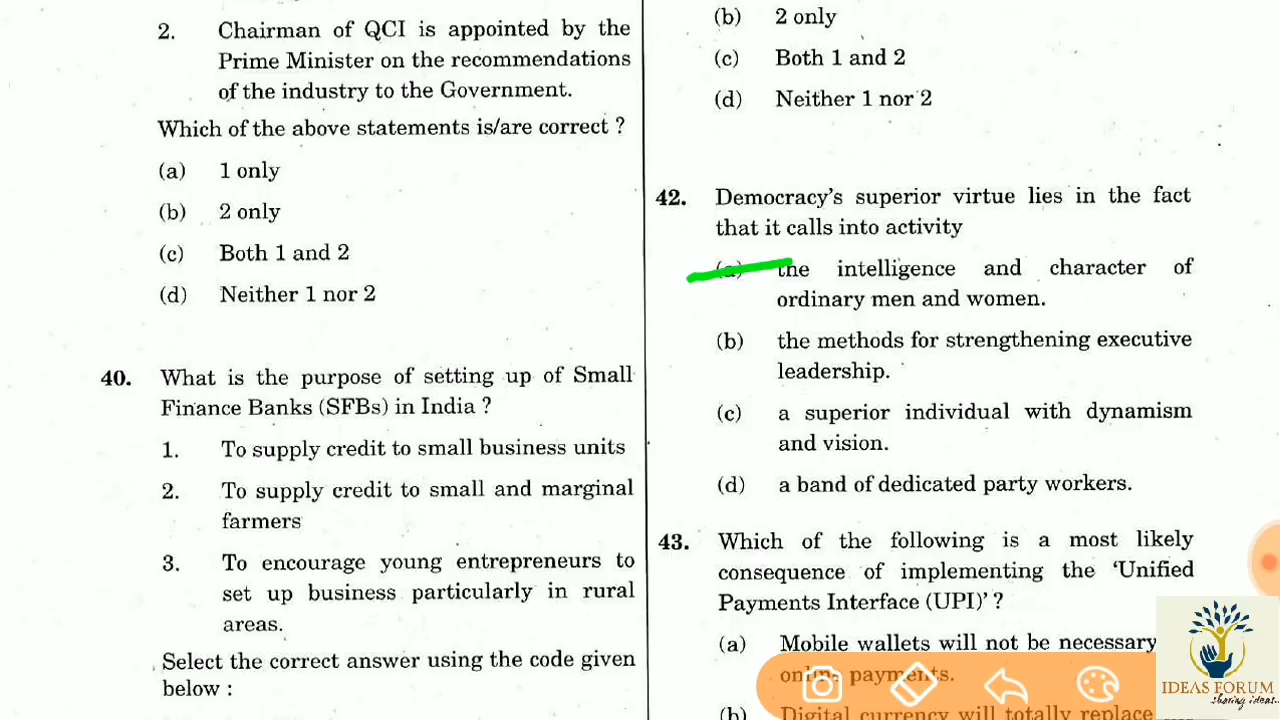 2. Chairman of QCI is appointed by the
Prime Minister on the recommendations
of the industry to the Government.
Which of the above statements is/are correct ?
(a) 1 only
(b) 2 only
(c) Both 1 and 2
(d) Neither 1 nor 2
40. What is the purpose of setting up of Small
Finance Banks (SFBs) in India ?
1. To supply credit to small business units
2. To supply credit to small and marginal
farmers
3. To encourage young entrepreneurs to
set up business particularly in rural
areas.
Select the correct answer using the code given
below :
(b) 2 only
(c) Both 1 and 2
(d) Neither 1 nor 2
42. Democracy's superior virtue lies in the fact
that it calls into activity
(a) the intelligence and character of
ordinary men and women.
(b) the methods for strengthening executive
leadership.
(c) a superior individual with dynamism
and vision.
(d) a band of dedicated party workers.
43. Which of the following is a most likely
consequence of implementing the 'Unified
Payments Interface (UPI)' ?
(a) Mobile wallets will not be necessary
online payments.
(b) Digital currency will totally replace
IDEAS FORUM
sharing ideas